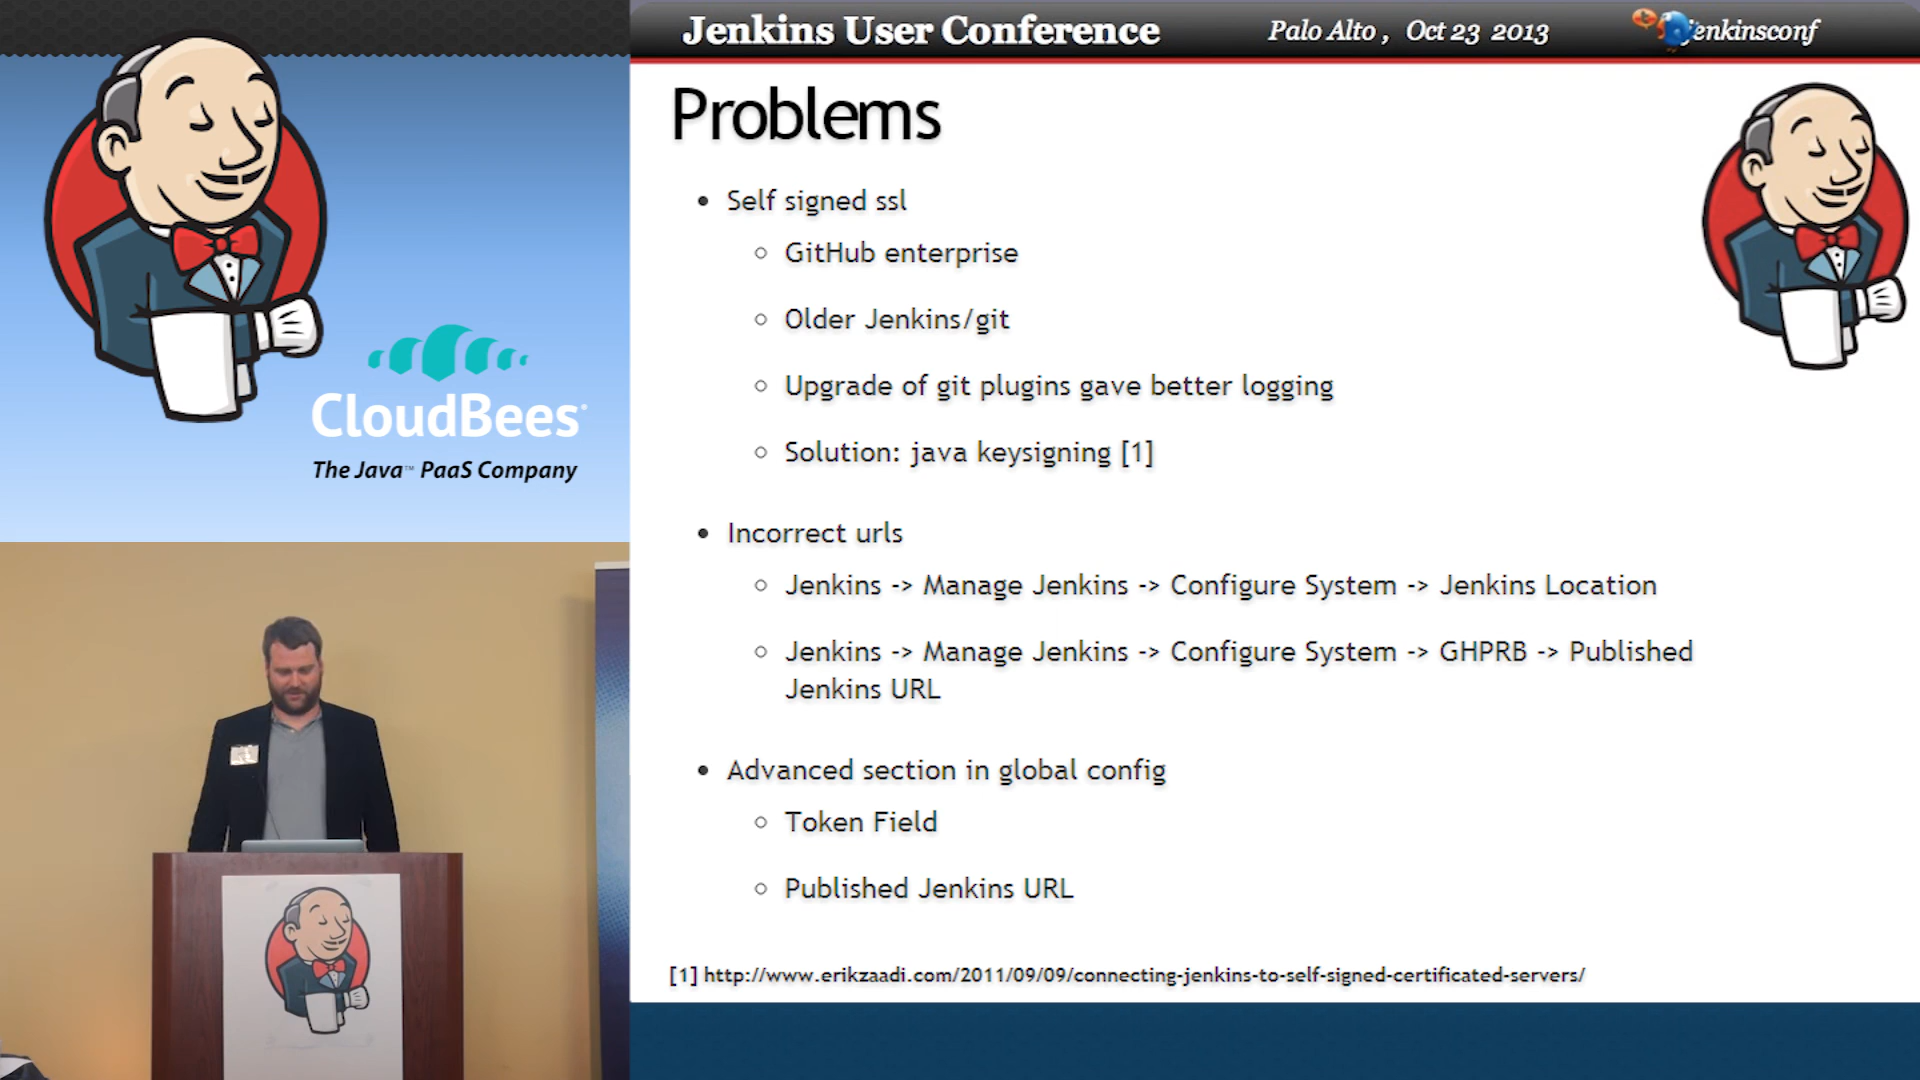 Jenkins User Conference
Palo Alto , Oct 23 2013
jenkinsconf
Problems
• Self signed ssl
○ GitHub enterprise
○ Older Jenkins/git
○ Upgrade of git plugins gave better logging
○ Solution: java keysigning [1]
• Incorrect urls
○ Jenkins -> Manage Jenkins -> Configure System -> Jenkins Location
○ Jenkins -> Manage Jenkins -> Configure System -> GHPRB -> Published
Jenkins URL
• Advanced section in global config
○ Token Field
○ Published Jenkins URL
[1] http://www.erikzaadi.com/2011/09/09/connecting-jenkins-to-self-signed-certificated-servers/
CloudBees®
The Java™ PaaS Company